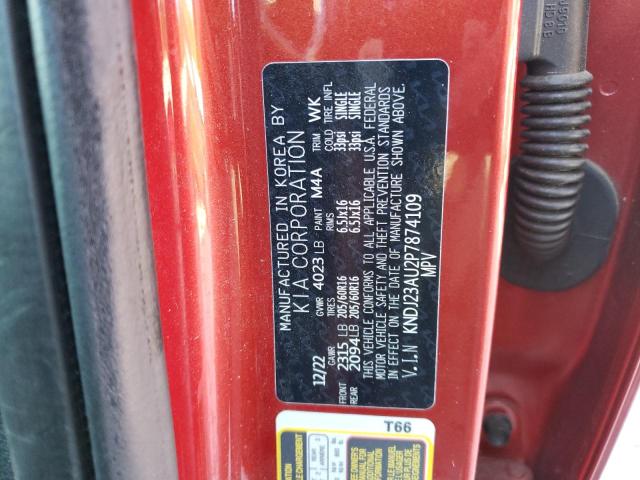 MANUFACTURED IN KOREA BY
KIA CORPORATION
12/22 GVWR 4023 LB PAINT M4A TRIM WK
GAWR TIRES RIMS COLD TIRE INFL
FRONT 2315 LB 205/60R16 6.5Jx16 33psi SINGLE
REAR 2094 LB 205/60R16 6.5Jx16 33psi SINGLE
THIS VEHICLE CONFORMS TO ALL APPLICABLE U.S.A. FEDERAL
MOTOR VEHICLE SAFETY AND THEFT PREVENTION STANDARDS
IN EFFECT ON THE DATE OF MANUFACTURE SHOWN ABOVE.
V.I.N KNDJ23AU2P7874109
MPV
T66